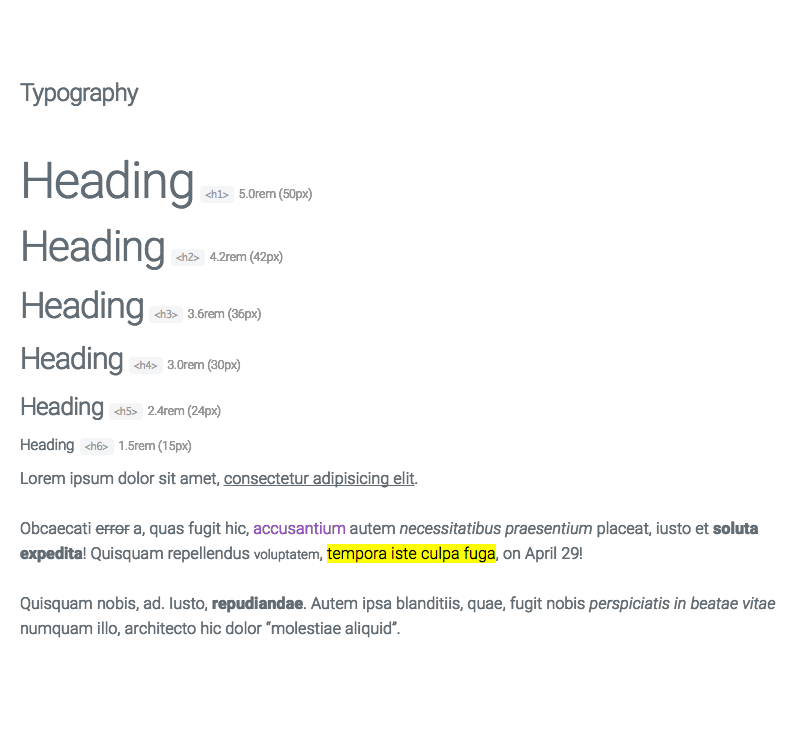 Typography
Heading <h1> 5.0rem (50px)
Heading <h2> 4.2rem (42px)
Heading <h3> 3.6rem (36px)
Heading <h4> 3.0rem (30px)
Heading <h5> 2.4rem (24px)
Heading <h6> 1.5rem (15px)
Lorem ipsum dolor sit amet, consectetur adipisicing elit.
Obcaecati error a, quas fugit hic, accusantium autem necessitatibus praesentium placeat, iusto et soluta
expedita! Quisquam repellendus voluptatem, tempora iste culpa fuga, on April 29!
Quisquam nobis, ad. Iusto, repudiandae. Autem ipsa blanditiis, quae, fugit nobis perspiciatis in beatae vitae
numquam illo, architecto hic dolor “molestiae aliquid”.